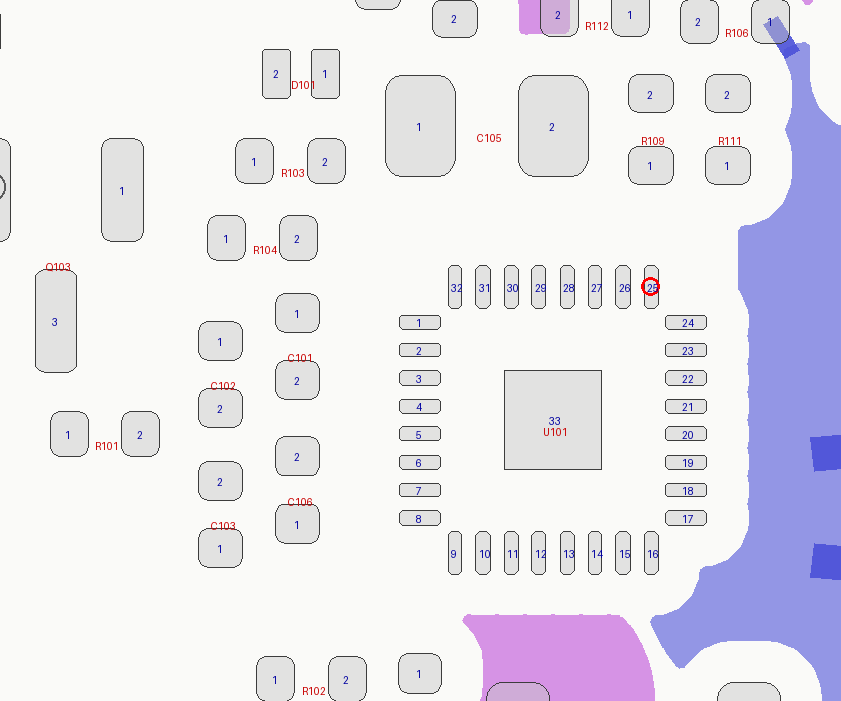 2 2 1 2 1
R112 R106
2 1
D101
1 2
C105
2 2
R109 R111
1 1
1 2
R103
1
1 2
R104
Q103
3
32 31 30 29 28 27 26 25
1
1
C101
2
1
C102
2
1 24
2 23
3 22
4 21
5 20
6 19
7 18
8 17
33
U101
1 2
R101
2
C106
1
2
C103
1
9 10 11 12 13 14 15 16
1 2
R102
1